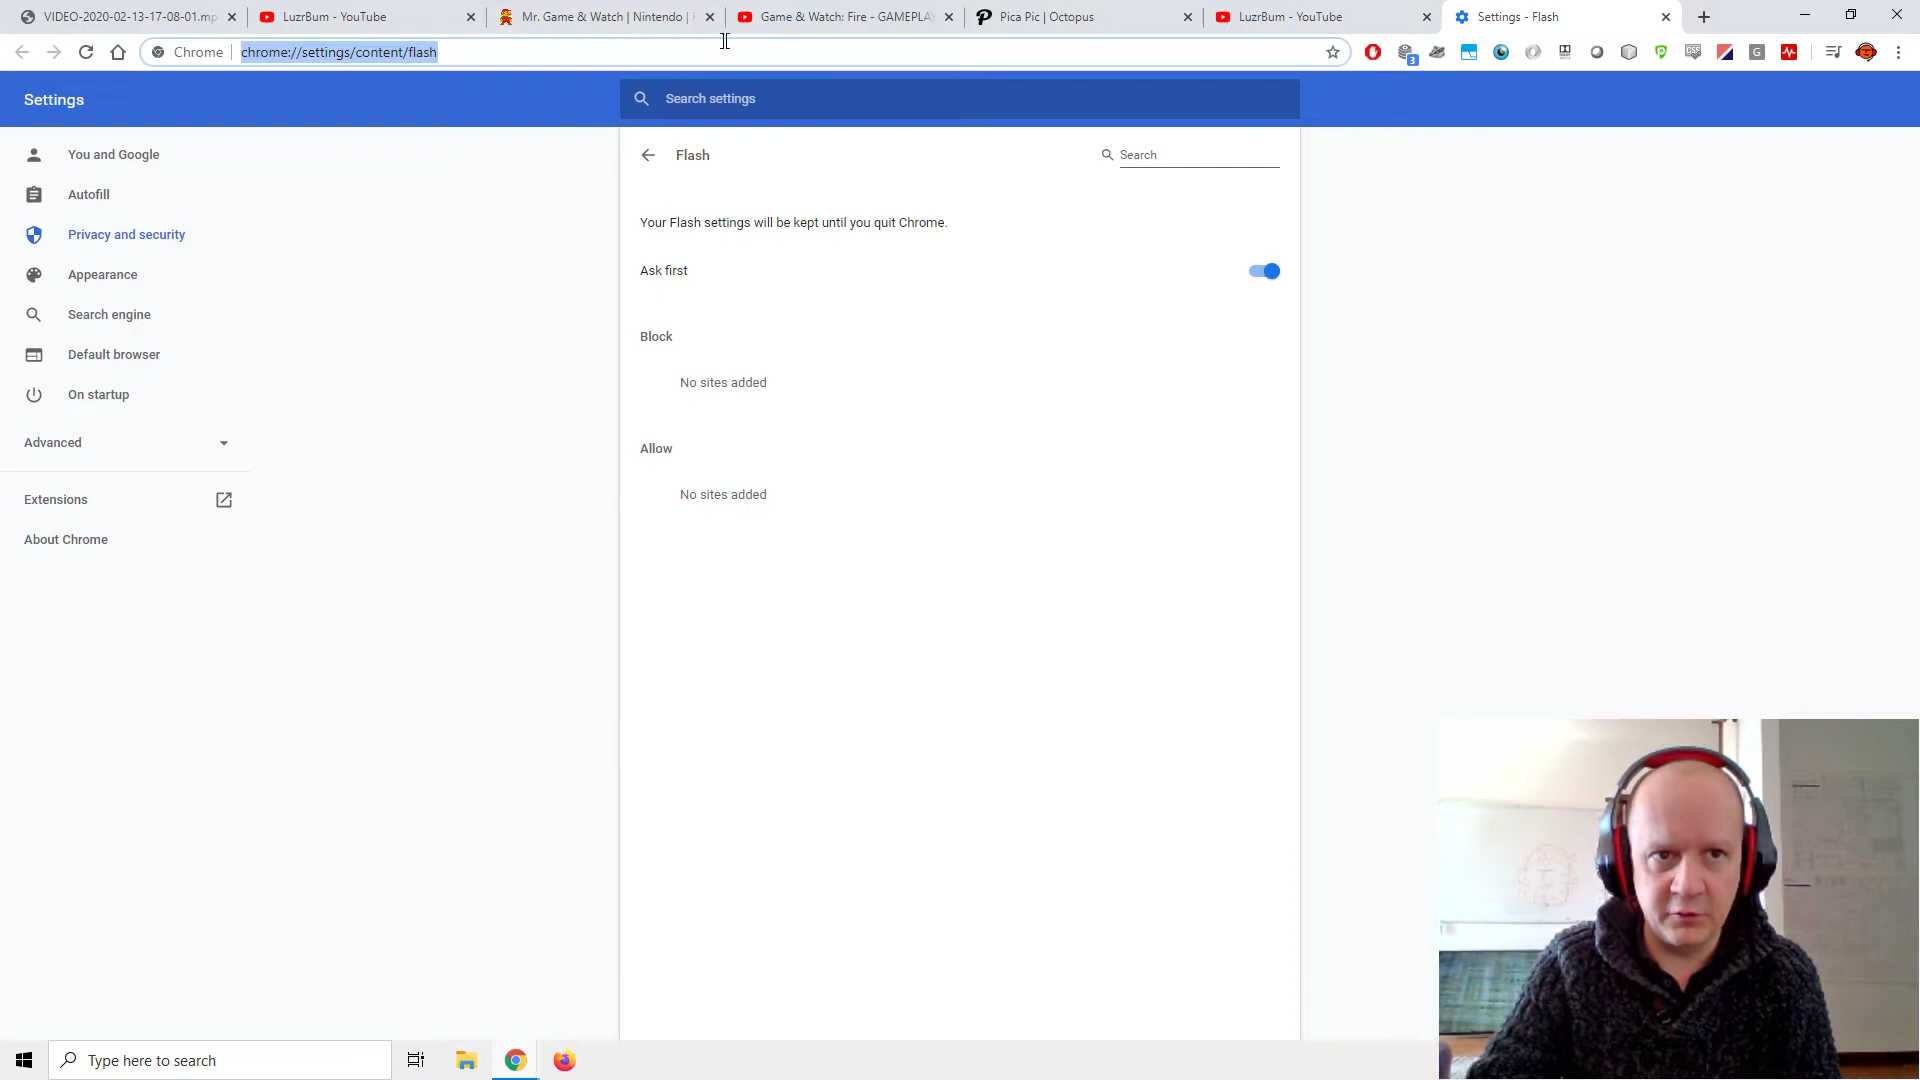 VIDEO-2020-02-13-17-08-01.mp
LuzrBum - YouTube
Mr. Game & Watch | Nintendo |
Game & Watch: Fire - GAMEPLAY
Pica Pic | Octopus
LuzrBum - YouTube
Settings - Flash
Chrome
chrome://settings/content/flash
3
Settings
Search settings
You and Google
Autofill
Privacy and security
Appearance
Search engine
Default browser
On startup
Advanced
Extensions
About Chrome
Flash
Search
Your Flash settings will be kept until you quit Chrome.
Ask first
Block
No sites added
Allow
No sites added
Type here to search